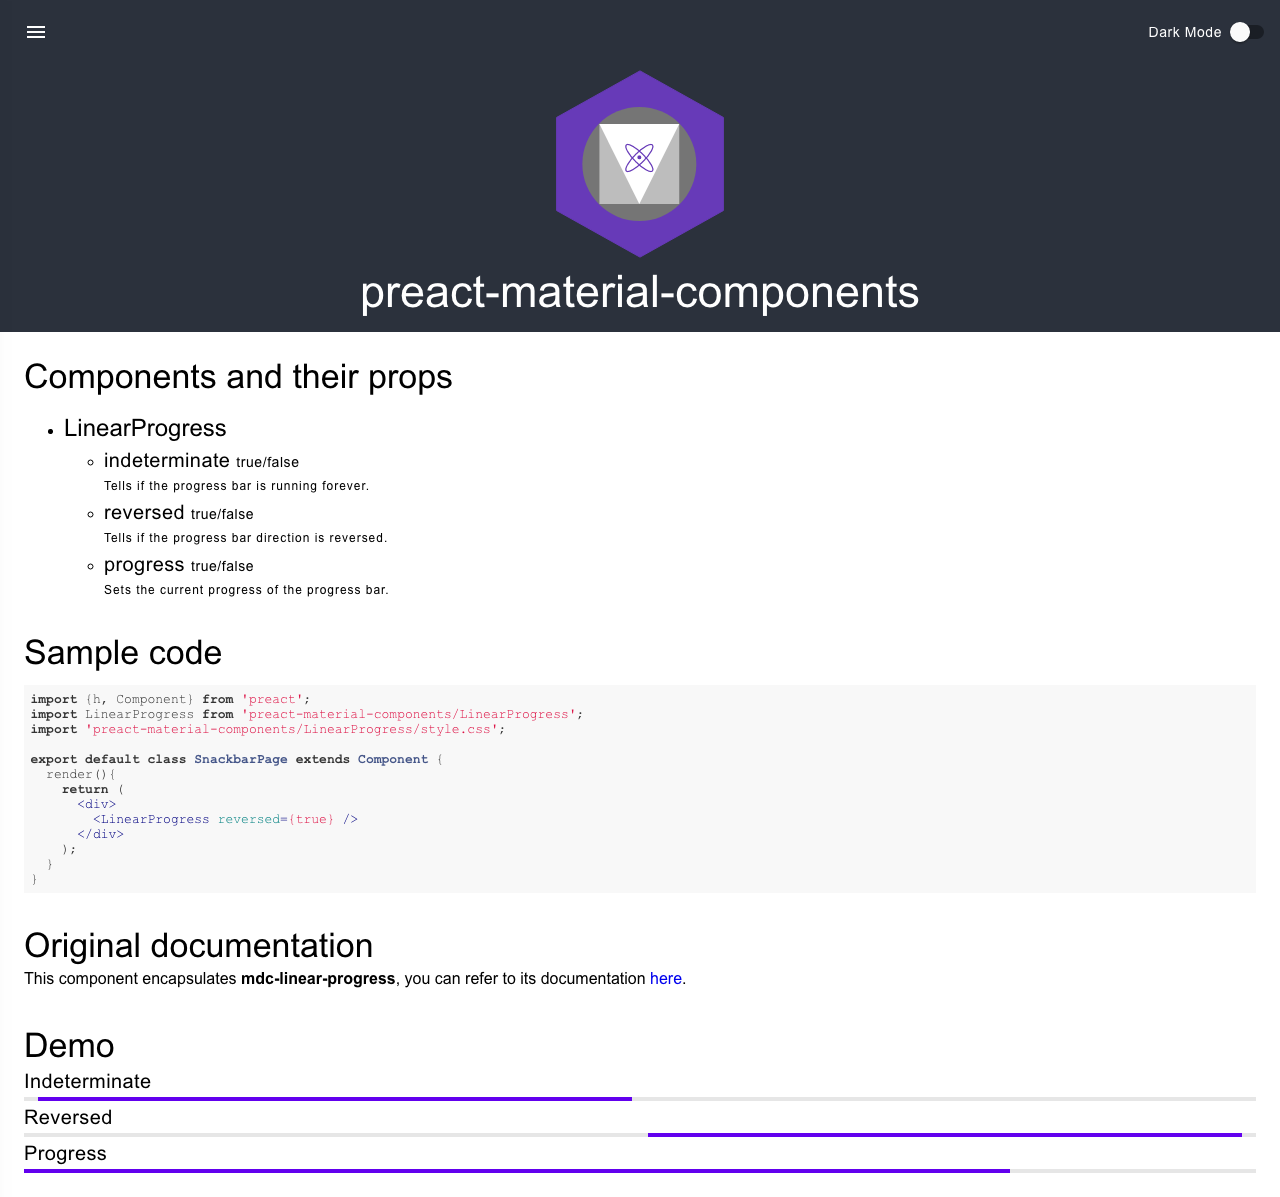 Dark Mode
preact-material-components
Components and their props
LinearProgress
indeterminate true/false
Tells if the progress bar is running forever.
reversed true/false
Tells if the progress bar direction is reversed.
progress true/false
Sets the current progress of the progress bar.
Sample code
import {h, Component} from 'preact';
import LinearProgress from 'preact-material-components/LinearProgress';
import 'preact-material-components/LinearProgress/style.css';

export default class SnackbarPage extends Component {
  render(){
    return (
      <div>
        <LinearProgress reversed={true} />
      </div>
    );
  }
}
Original documentation
This component encapsulates mdc-linear-progress, you can refer to its documentation here.
Demo
Indeterminate
Reversed
Progress